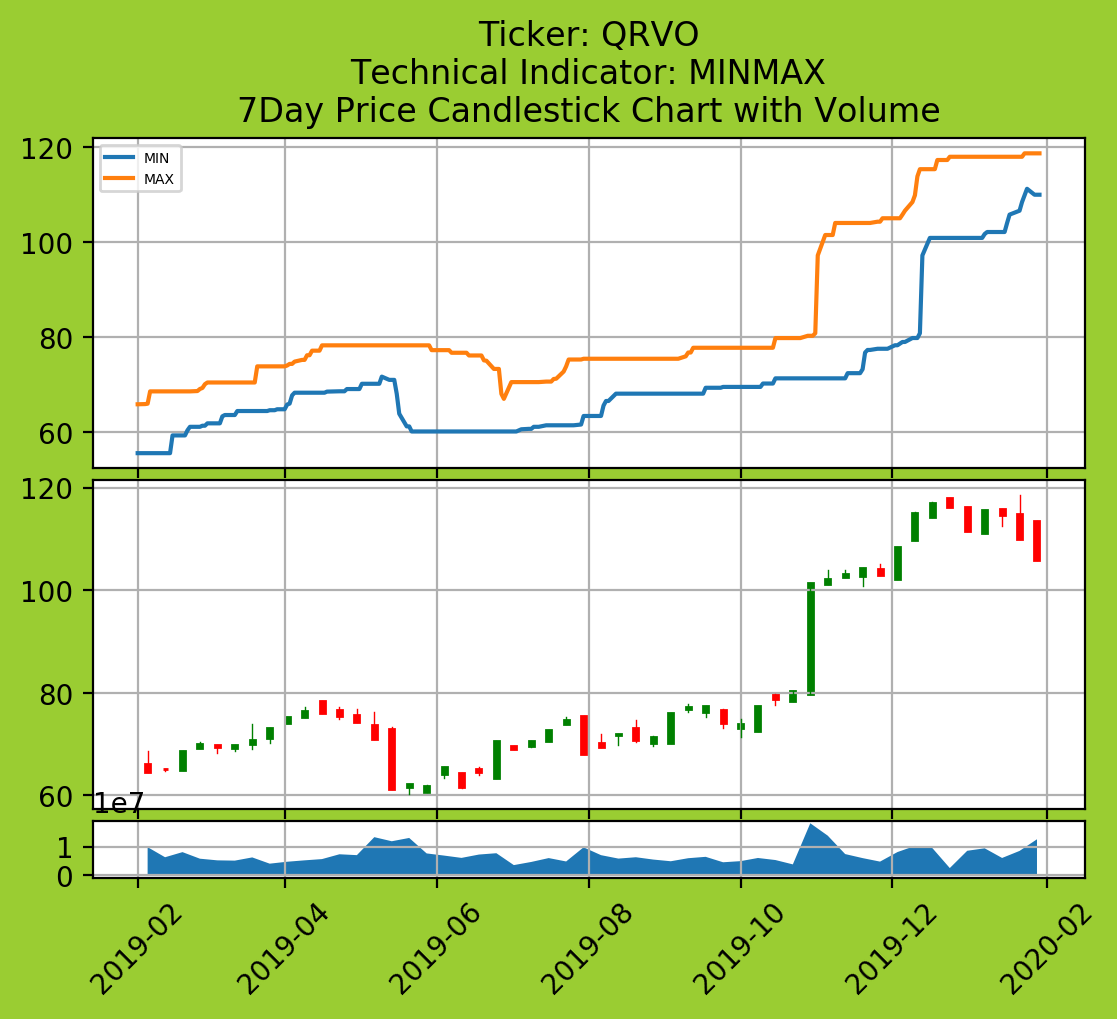 Ticker: QRVO
Technical Indicator: MINMAX
7Day Price Candlestick Chart with Volume
120
100
80
60
MIN
MAX
120
100
80
60
1e7
1
0
2019-02
2019-04
2019-06
2019-08
2019-10
2019-12
2020-02